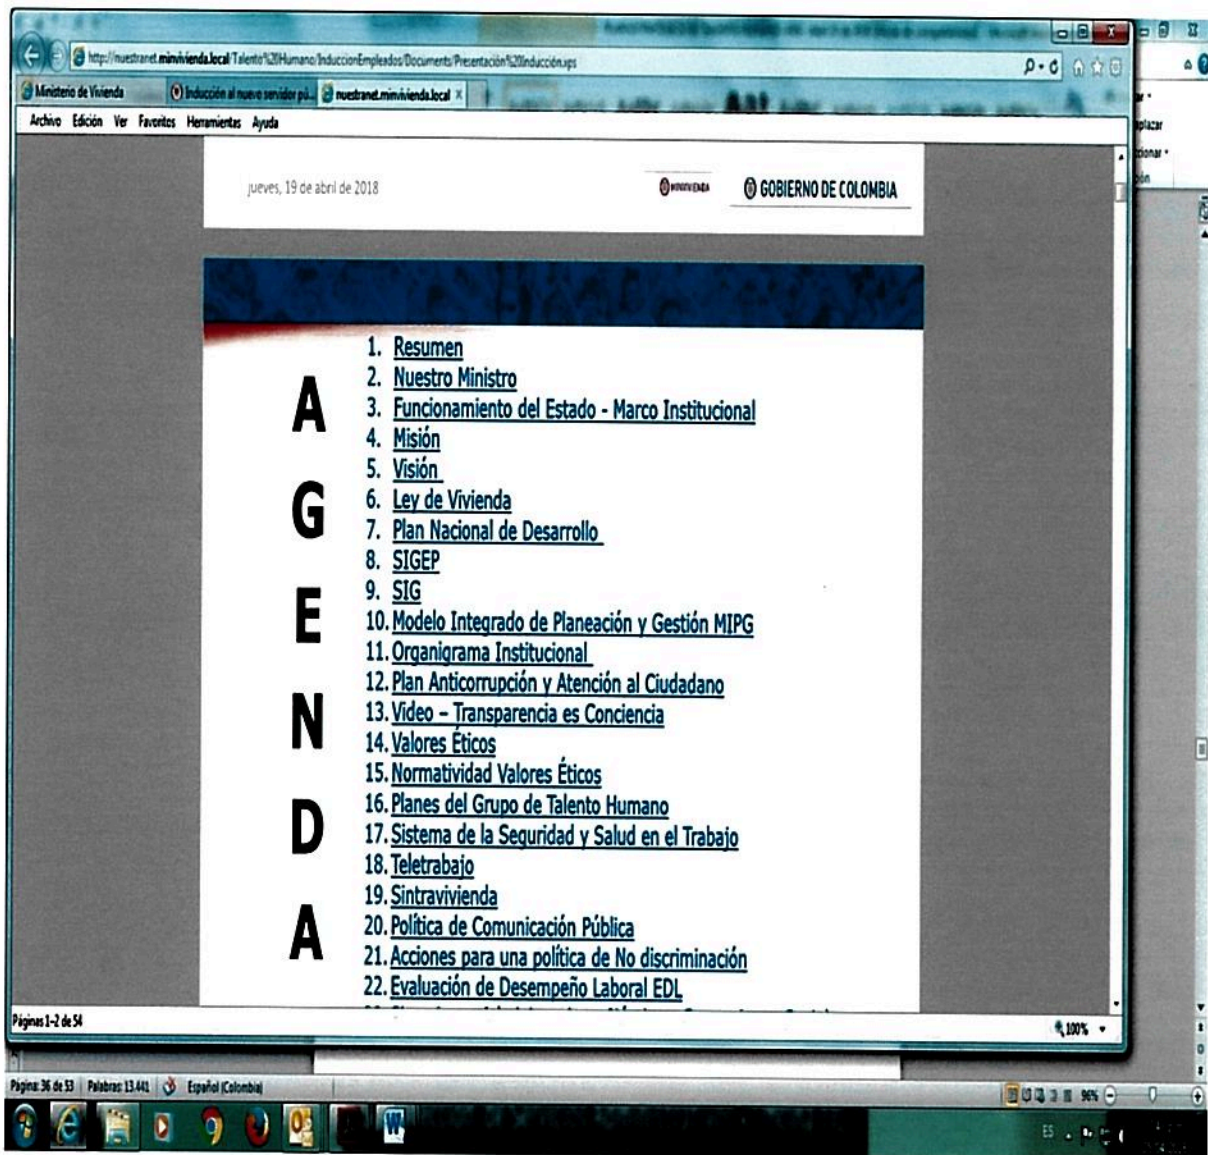 http://nuestranet.minvivienda.local/Talento%20Humano/InduccionEmpleados/Documents/Presentación%20Inducción.xps
Ministerio de Vivienda
Inducción al nuevo servidor pú...
nuestranet.minvivienda.local
Archivo Edición Ver Favoritos Herramientas Ayuda
jueves, 19 de abril de 2018
MINVIVIENDA
GOBIERNO DE COLOMBIA
AGENDA
1. Resumen
2. Nuestro Ministro
3. Funcionamiento del Estado - Marco Institucional
4. Misión
5. Visión
6. Ley de Vivienda
7. Plan Nacional de Desarrollo
8. SIGEP
9. SIG
10. Modelo Integrado de Planeación y Gestión MIPG
11. Organigrama Institucional
12. Plan Anticorrupción y Atención al Ciudadano
13. Video – Transparencia es Conciencia
14. Valores Éticos
15. Normatividad Valores Éticos
16. Planes del Grupo de Talento Humano
17. Sistema de la Seguridad y Salud en el Trabajo
18. Teletrabajo
19. Sintravivienda
20. Política de Comunicación Pública
21. Acciones para una política de No discriminación
22. Evaluación de Desempeño Laboral EDL
Páginas 1-2 de 54
100%
Página: 36 de 53 Palabras: 13.441 Español (Colombia)
96%
ES